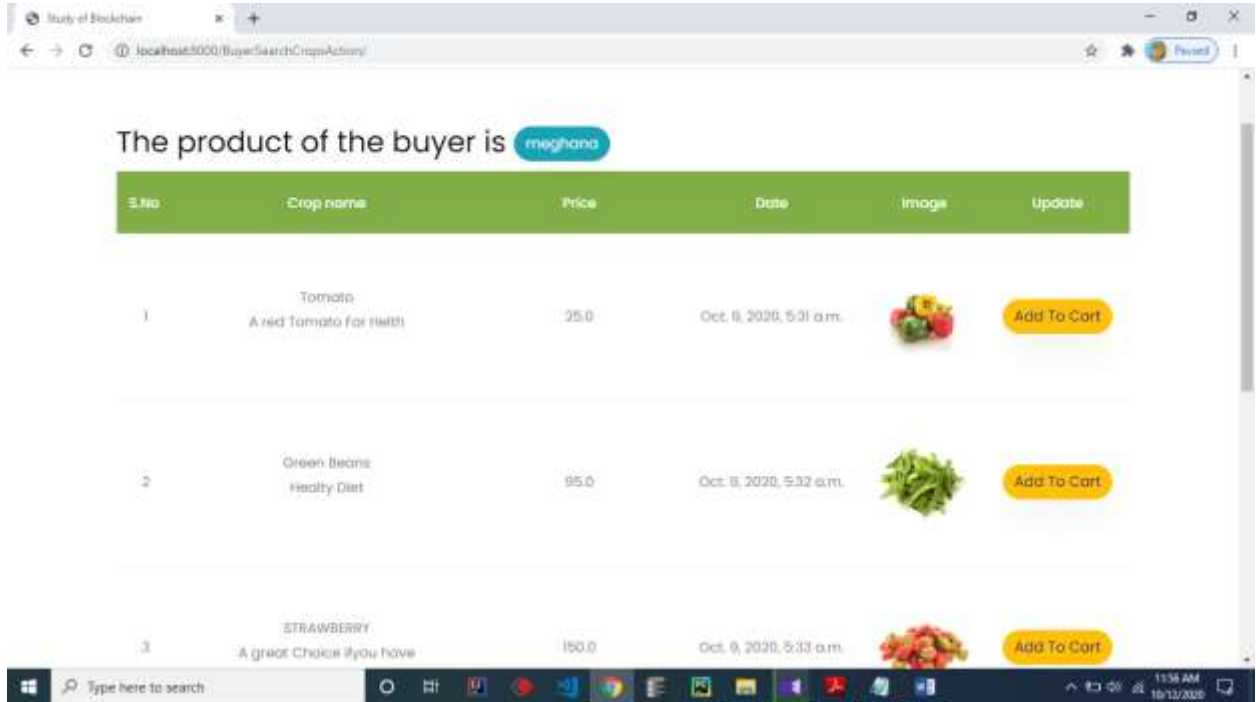 Study of Blockchain
localhost:8000/BuyerSearchCropsAction/
Paused
The product of the buyer is meghana
S.No Crop name Price Date Image Update
Tomato
1 A red Tomato For Helth 25.0 Oct. 9, 2020, 5:31 a.m. Add To Cart
Green Beans
2 Healty Diet 95.0 Oct. 9, 2020, 5:32 a.m. Add To Cart
STRAWBERRY
3 A great Choice ifyou have 150.0 Oct. 9, 2020, 5:33 a.m. Add To Cart
Type here to search
11:56 AM
10/12/2020